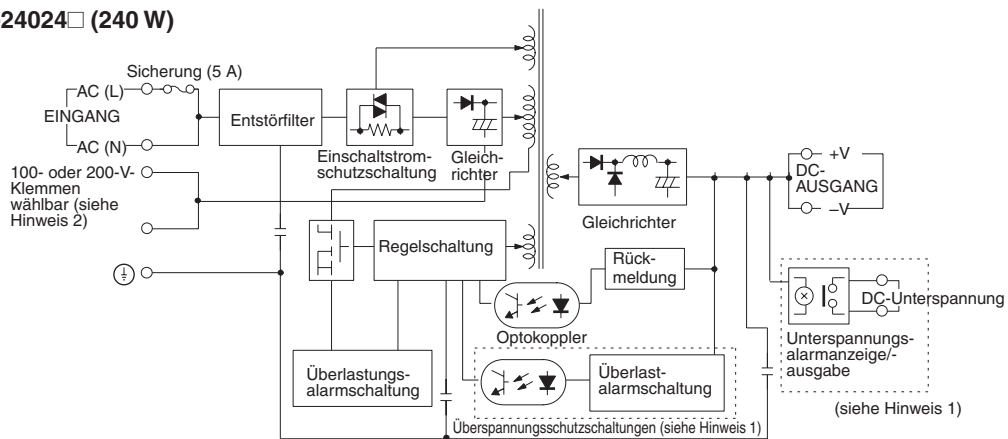 24024□ (240 W)
Sicherung (5 A)
AC (L)
EINGANG
AC (N)
Entstörfilter
Einschaltstrom-
schutzschaltung
Gleich-
richter
100- oder 200-V-
Klemmen
wählbar (siehe
Hinweis 2)
Gleichrichter
+V
DC-
AUSGANG
–V
Regelschaltung
Rück-
meldung
Optokoppler
DC-Unterspannung
Unterspannungs-
alarmanzeige/-
ausgabe
Überlastungs-
alarmschaltung
Überlast-
alarmschaltung
(siehe Hinweis 1)
Überspannungsschutzschaltungen (siehe Hinweis 1)